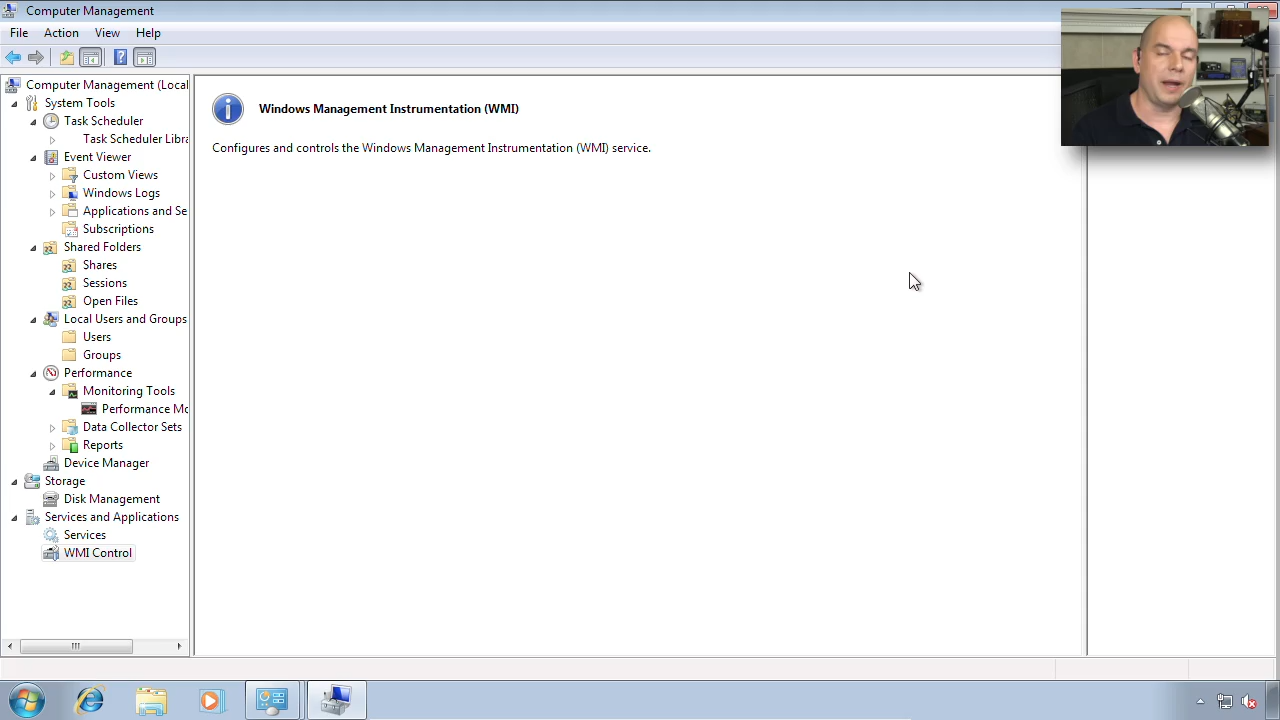 Computer Management
File Action View Help
Computer Management (Local
System Tools
Task Scheduler
Task Scheduler Libra
Event Viewer
Custom Views
Windows Logs
Applications and Se
Subscriptions
Shared Folders
Shares
Sessions
Open Files
Local Users and Groups
Users
Groups
Performance
Monitoring Tools
Performance Mo
Data Collector Sets
Reports
Device Manager
Storage
Disk Management
Services and Applications
Services
WMI Control
Windows Management Instrumentation (WMI)
Configures and controls the Windows Management Instrumentation (WMI) service.